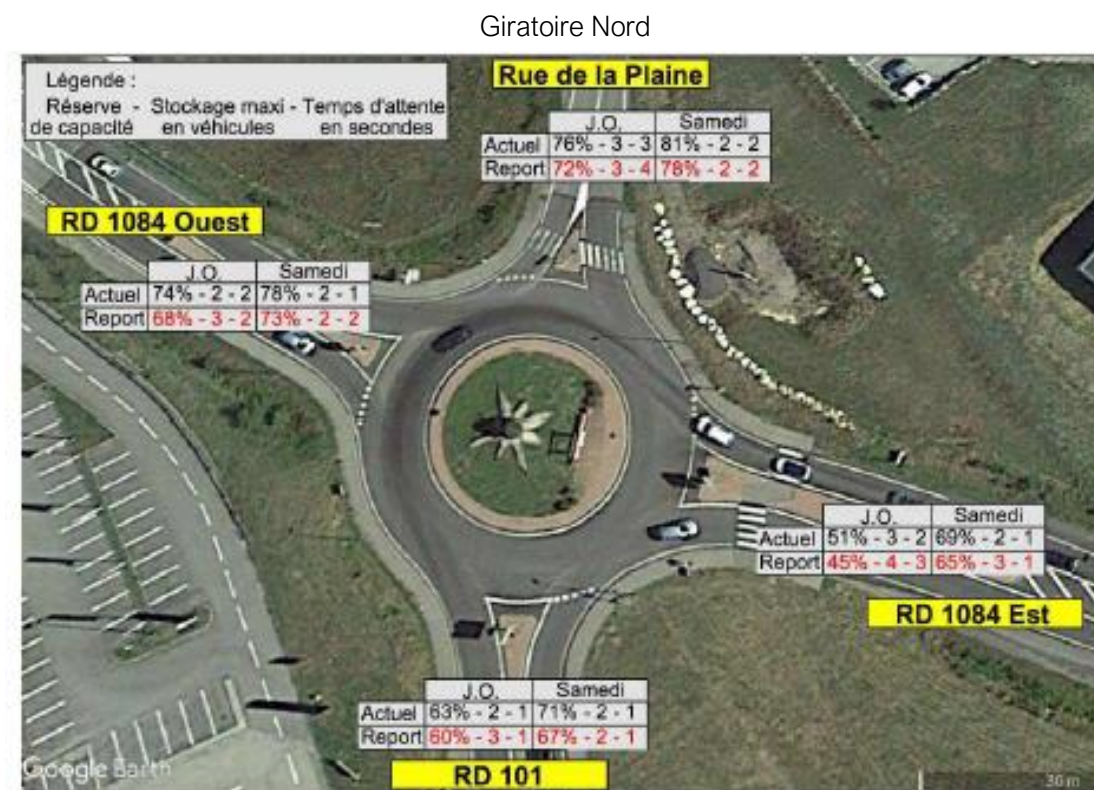 Giratoire Nord
Légende :
Réserve - Stockage maxi - Temps d'attente
de capacité en véhicules en secondes
Rue de la Plaine
J.O. Samedi
Actuel 76% - 3 - 3 81% - 2 - 2
Report 72% - 3 - 4 78% - 2 - 2
RD 1084 Ouest
J.O. Samedi
Actuel 74% - 2 - 2 78% - 2 - 1
Report 68% - 3 - 2 73% - 2 - 2
J.O. Samedi
Actuel 51% - 3 - 2 69% - 2 - 1
Report 45% - 4 - 3 65% - 3 - 1
RD 1084 Est
J.O. Samedi
Actuel 63% - 2 - 1 71% - 2 - 1
Report 60% - 3 - 1 67% - 2 - 1
RD 101
Google Earth
30 m